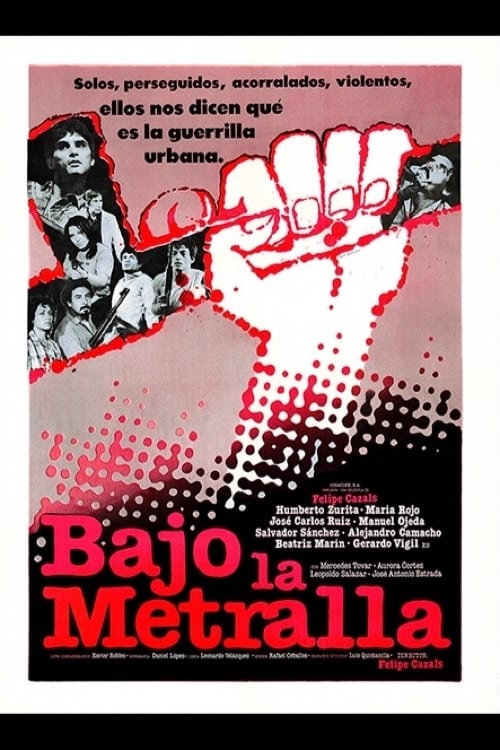 Solos, perseguidos, acorralados, violentos,
ellos nos dicen qué
es la guerrilla
urbana.
Felipe Cazals
Humberto Zurita • María Rojo
José Carlos Ruiz • Manuel Ojeda
Salvador Sánchez • Alejandro Camacho
Beatriz Marín • Gerardo Vigil EN
Mercedes Tovar • Aurora Cortez
Leopoldo Salazar • José Antonio Estrada
Bajo
la
Metralla
Xavier Robles Daniel López Leonardo Velázquez Rafael Ceballos Luis Quintanilla DIRECTOR:
Felipe Cazals